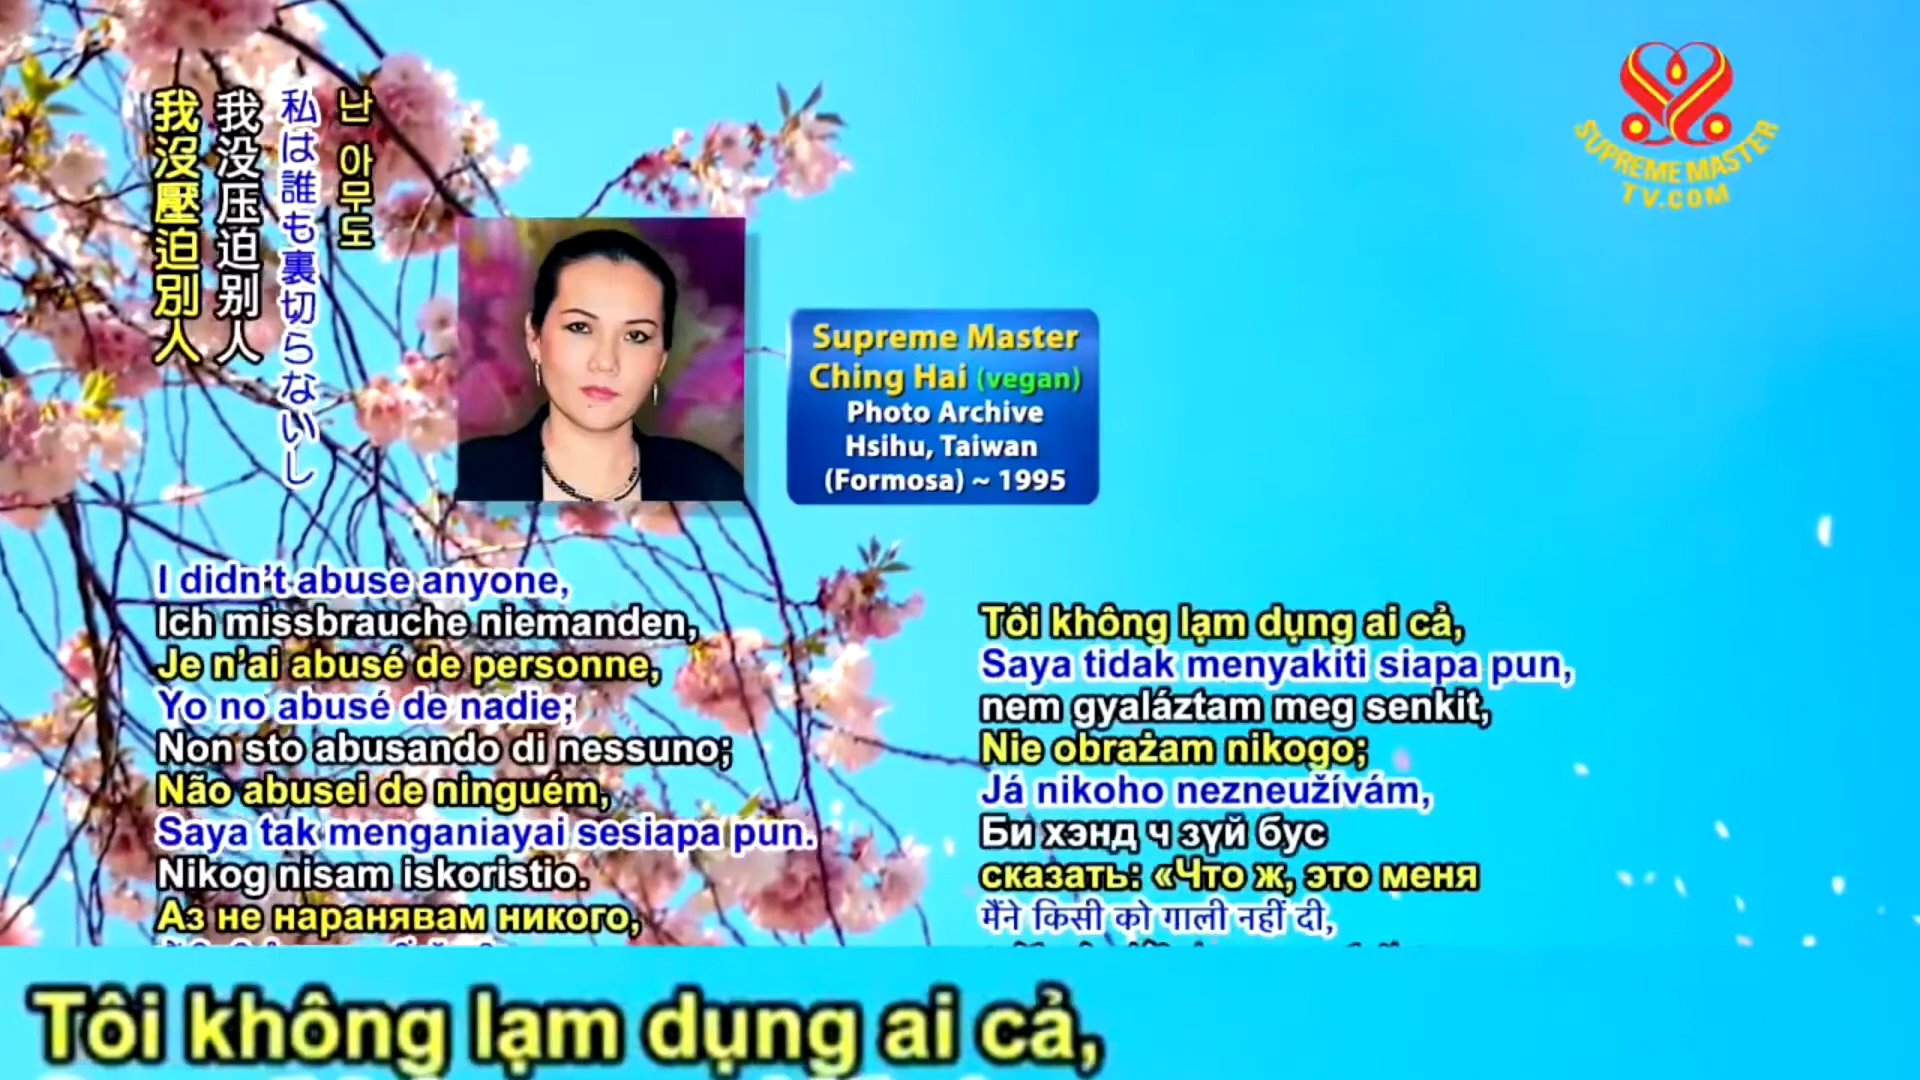 我沒壓迫別人
我没压迫别人
私は誰も裏切らないし
난 아무도
SUPREME MASTER
TV.COM
Supreme Master
Ching Hai (vegan)
Photo Archive
Hsihu, Taiwan
(Formosa) ~ 1995
I didn't abuse anyone,
Ich missbrauche niemanden,
Je n'ai abusé de personne,
Yo no abusé de nadie;
Non sto abusando di nessuno;
Não abusei de ninguém,
Saya tak menganiayai sesiapa pun.
Nikog nisam iskoristio.
Аз не наранявам никого,
Tôi không lạm dụng ai cả,
Saya tidak menyakiti siapa pun,
nem gyaláztam meg senkit,
Nie obrażam nikogo;
Já nikoho nezneužívám,
Би хэнд ч зүй бус
сказать: «Что ж, это меня
मैंने किसी को गाली नहीं दी,
Tôi không lạm dụng ai cả,